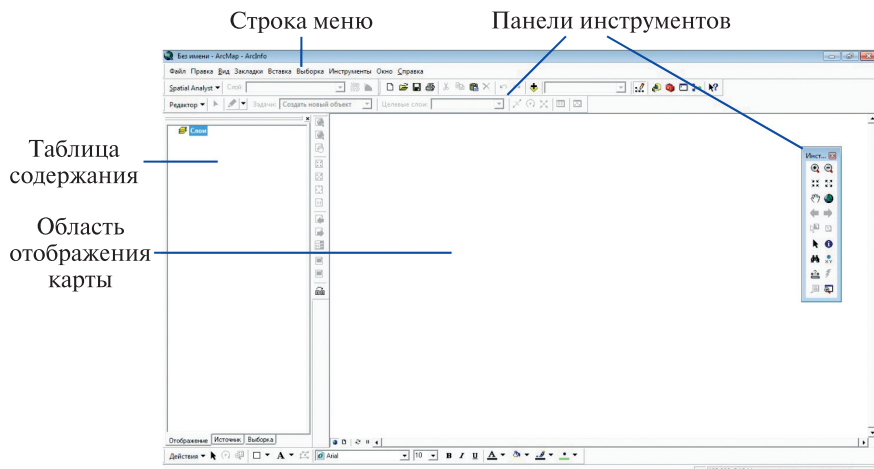 Строка меню
Панели инструментов
Без имени - ArcMap - ArcInfo
Файл Правка Вид Закладки Вставка Выборка Инструменты Окно Справка
Spatial Analyst Слой:
Редактор Задача: Создать новый объект Целевые слои:
Слои
Инст...
Таблица
содержания
Область
отображения
карты
Отображение Источник Выборка
Действия A Arial 10 B I U A